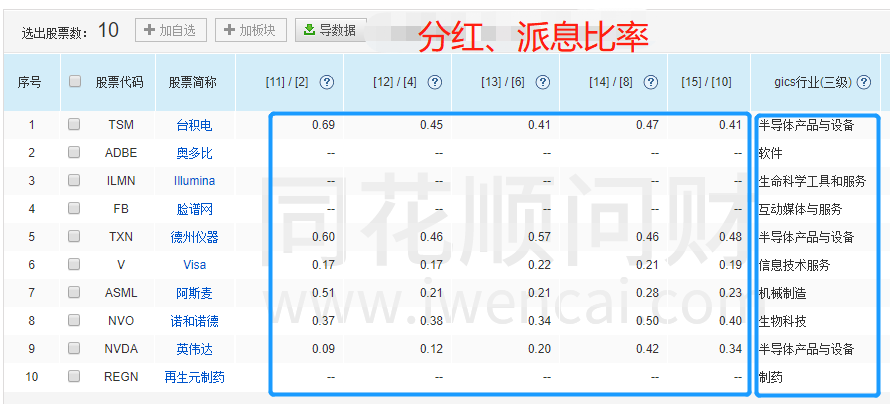 选出股票数： 10 加自选 加板块 导数据
分红、派息比率
序号 股票代码 股票简称 [11] / [2] ? [12] / [4] ? [13] / [6] ? [14] / [8] ? [15] / [10] gics行业(三级) ?
1 TSM 台积电 0.69 0.45 0.41 0.47 0.41 半导体产品与设备
2 ADBE 奥多比 -- -- -- -- -- 软件
3 ILMN Illumina -- -- -- -- -- 生命科学工具和服务
4 FB 脸谱网 -- -- -- -- -- 互动媒体与服务
5 TXN 德州仪器 0.60 0.46 0.57 0.46 0.48 半导体产品与设备
6 V Visa 0.17 0.17 0.22 0.21 0.19 信息技术服务
7 ASML 阿斯麦 0.51 0.21 0.21 0.28 0.23 机械制造
8 NVO 诺和诺德 0.37 0.38 0.34 0.50 0.40 生物科技
9 NVDA 英伟达 0.09 0.12 0.20 0.42 0.34 半导体产品与设备
10 REGN 再生元制药 -- -- -- -- -- 制药
同花顺问财
www.iwencai.com